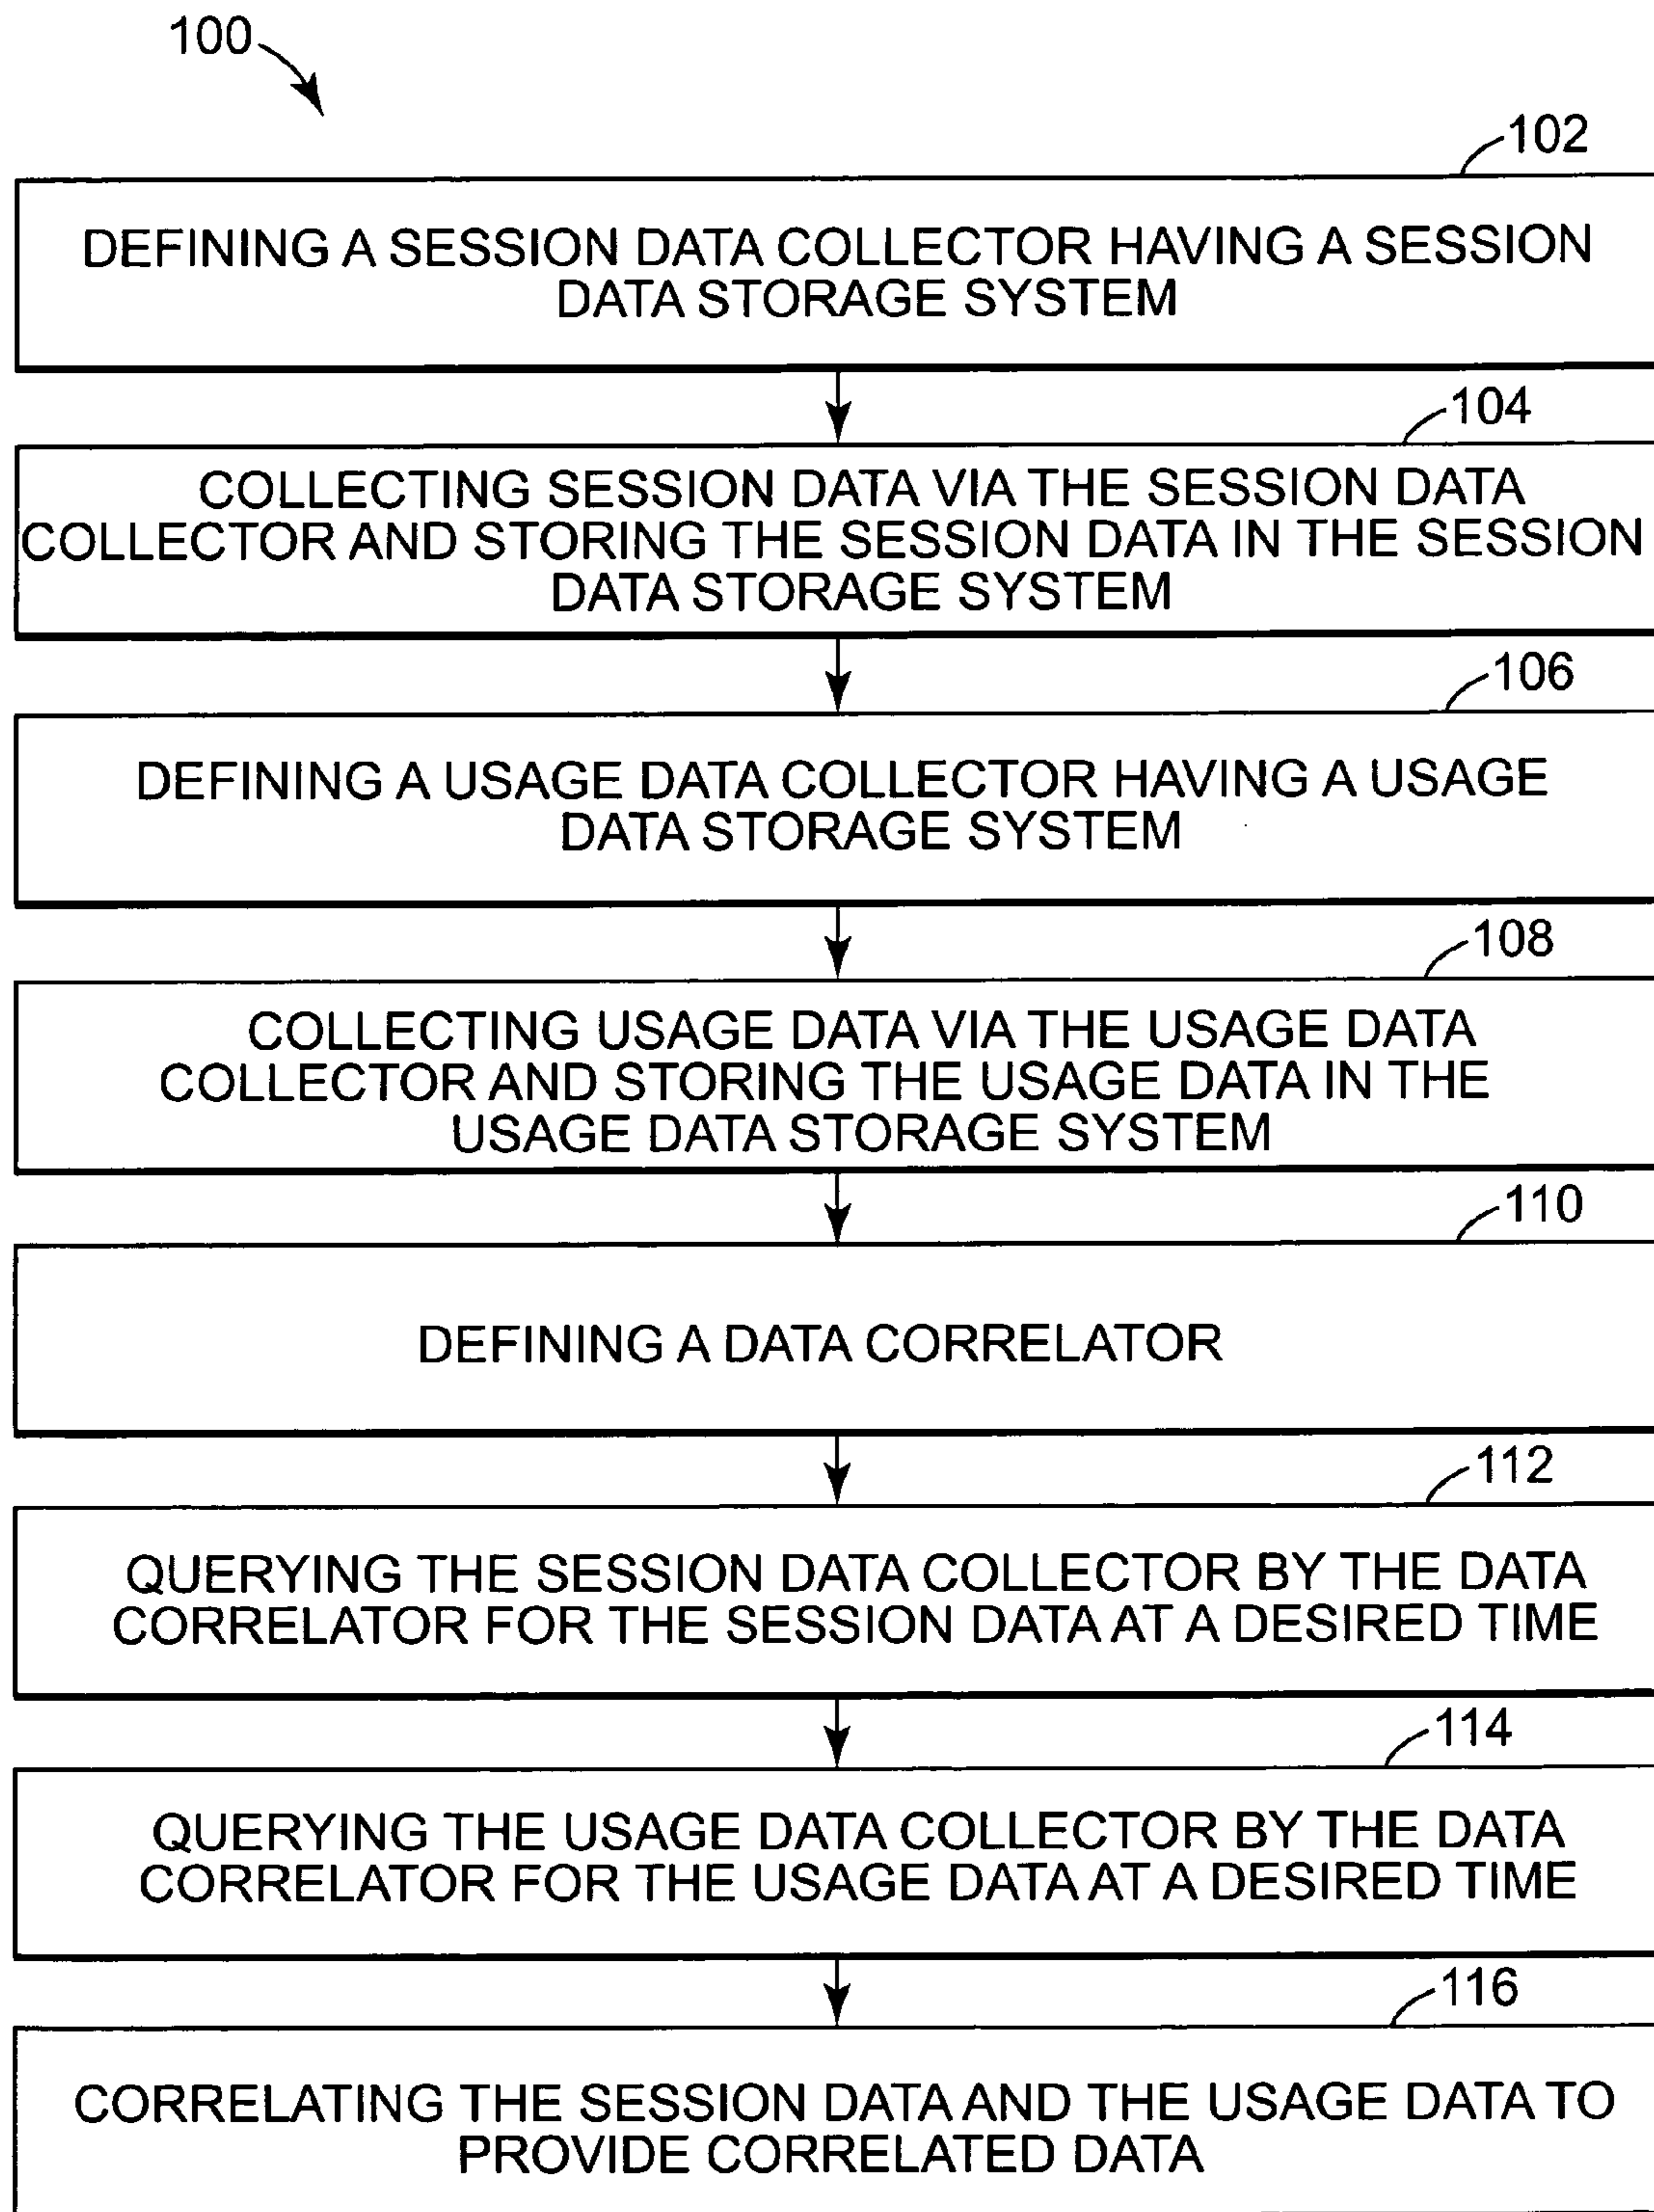 100
102
DEFINING A SESSION DATA COLLECTOR HAVING A SESSION
DATA STORAGE SYSTEM
104
COLLECTING SESSION DATA VIA THE SESSION DATA
COLLECTOR AND STORING THE SESSION DATA IN THE SESSION
DATA STORAGE SYSTEM
106
DEFINING A USAGE DATA COLLECTOR HAVING A USAGE
DATA STORAGE SYSTEM
108
COLLECTING USAGE DATA VIA THE USAGE DATA
COLLECTOR AND STORING THE USAGE DATA IN THE
USAGE DATA STORAGE SYSTEM
110
DEFINING A DATA CORRELATOR
112
QUERYING THE SESSION DATA COLLECTOR BY THE DATA
CORRELATOR FOR THE SESSION DATA AT A DESIRED TIME
114
QUERYING THE USAGE DATA COLLECTOR BY THE DATA
CORRELATOR FOR THE USAGE DATA AT A DESIRED TIME
116
CORRELATING THE SESSION DATA AND THE USAGE DATA TO
PROVIDE CORRELATED DATA